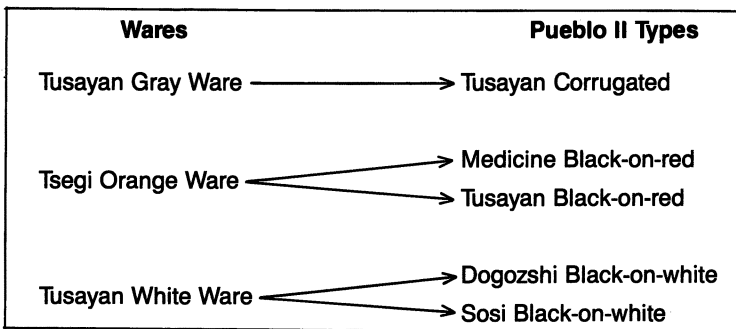 Wares Pueblo II Types
Tusayan Gray Ware Tusayan Corrugated
Medicine Black-on-red
Tsegi Orange Ware
Tusayan Black-on-red
Dogozshi Black-on-white
Tusayan White Ware
Sosi Black-on-white